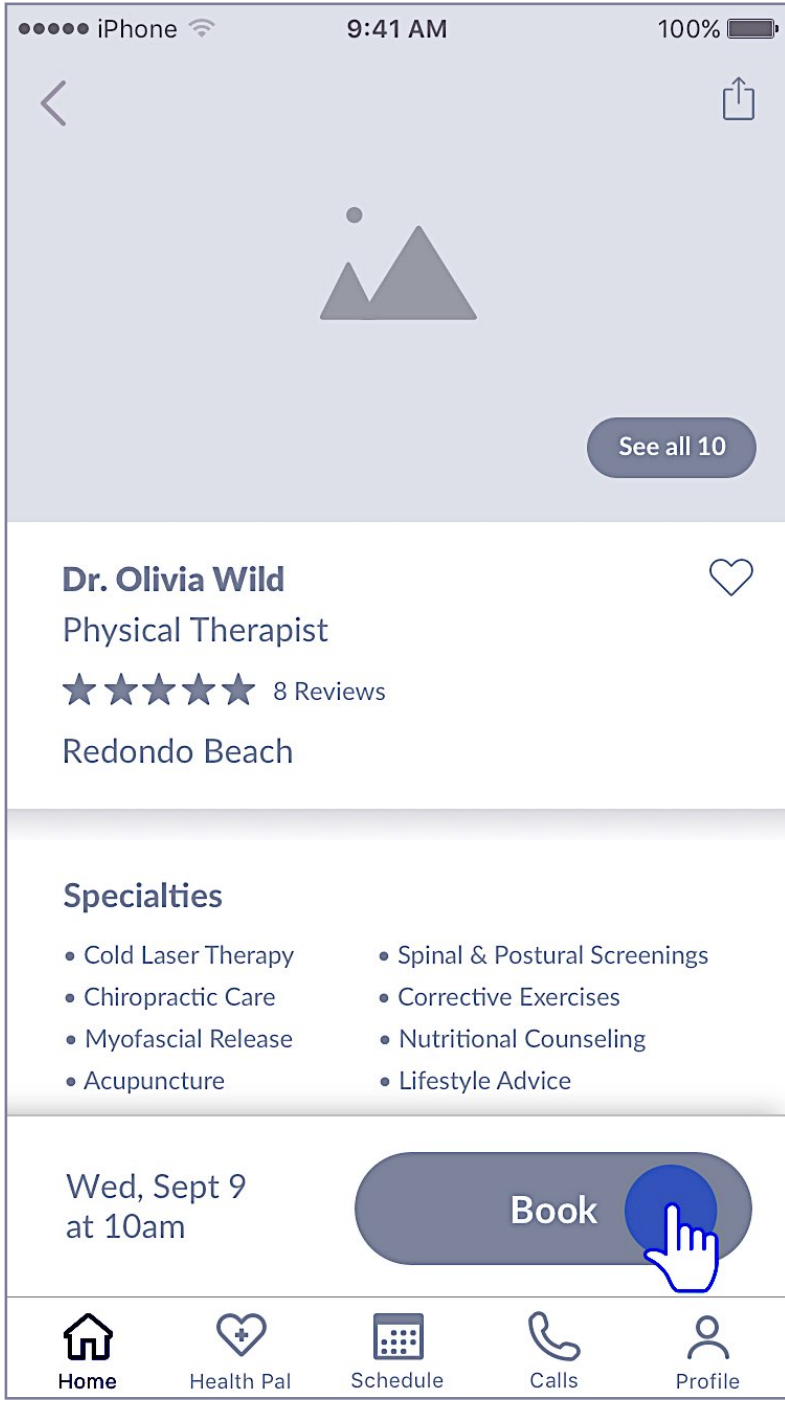 iPhone 9:41 AM 100%
See all 10
Dr. Olivia Wild
Physical Therapist
8 Reviews
Redondo Beach
Specialties
• Cold Laser Therapy
• Chiropractic Care
• Myofascial Release
• Acupuncture
• Spinal & Postural Screenings
• Corrective Exercises
• Nutritional Counseling
• Lifestyle Advice
Wed, Sept 9
at 10am
Book
Home Health Pal Schedule Calls Profile